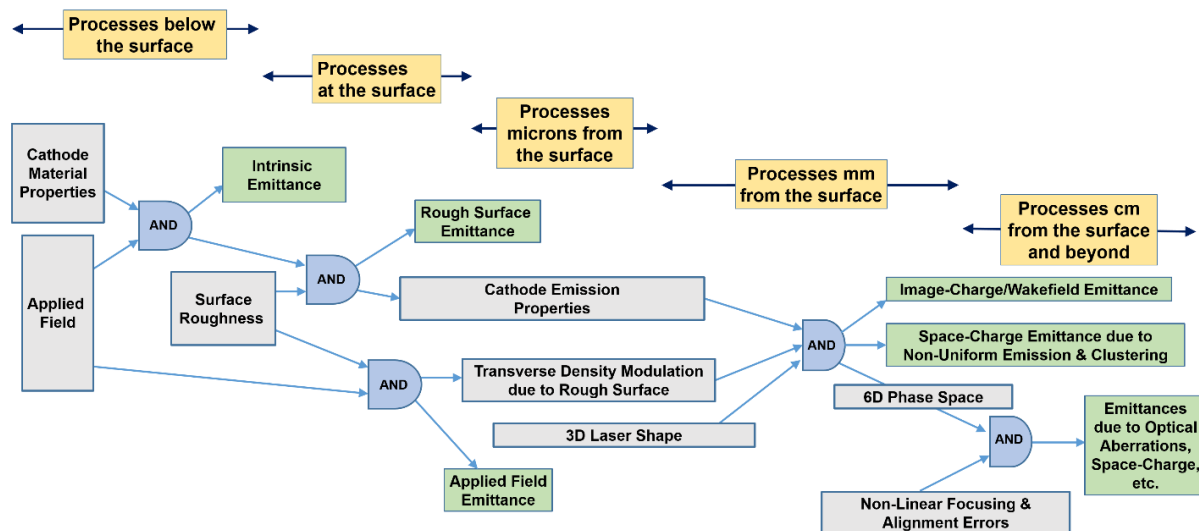 Processes below
the surface
Processes
at the surface
Processes
microns from
the surface
Processes mm
from the surface
Processes cm
from the surface
and beyond
Cathode
Material
Properties
Intrinsic
Emittance
AND
Rough Surface
Emittance
Applied
Field
Surface
Roughness
AND
Cathode Emission
Properties
Image-Charge/Wakefield Emittance
AND
Space-Charge Emittance due to
Non-Uniform Emission & Clustering
AND
Transverse Density Modulation
due to Rough Surface
6D Phase Space
3D Laser Shape
Emittances
due to Optical
Aberrations,
Space-Charge,
etc.
AND
Applied Field
Emittance
Non-Linear Focusing &
Alignment Errors